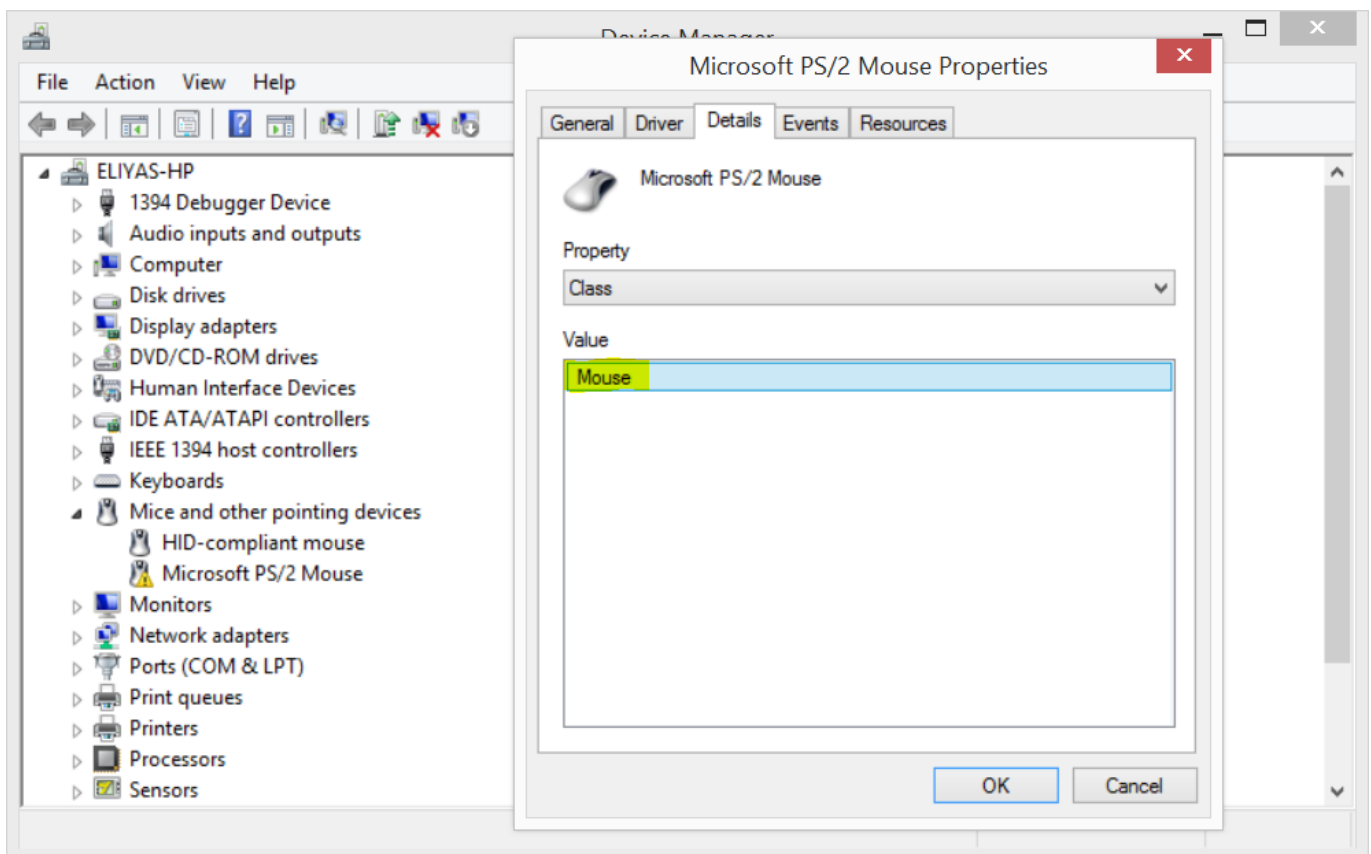 Device Manager
File Action View Help
ELIYAS-HP
1394 Debugger Device
Audio inputs and outputs
Computer
Disk drives
Display adapters
DVD/CD-ROM drives
Human Interface Devices
IDE ATA/ATAPI controllers
IEEE 1394 host controllers
Keyboards
Mice and other pointing devices
HID-compliant mouse
Microsoft PS/2 Mouse
Monitors
Network adapters
Ports (COM & LPT)
Print queues
Printers
Processors
Sensors
Microsoft PS/2 Mouse Properties
General Driver Details Events Resources
Microsoft PS/2 Mouse
Property
Class
Value
Mouse
OK Cancel